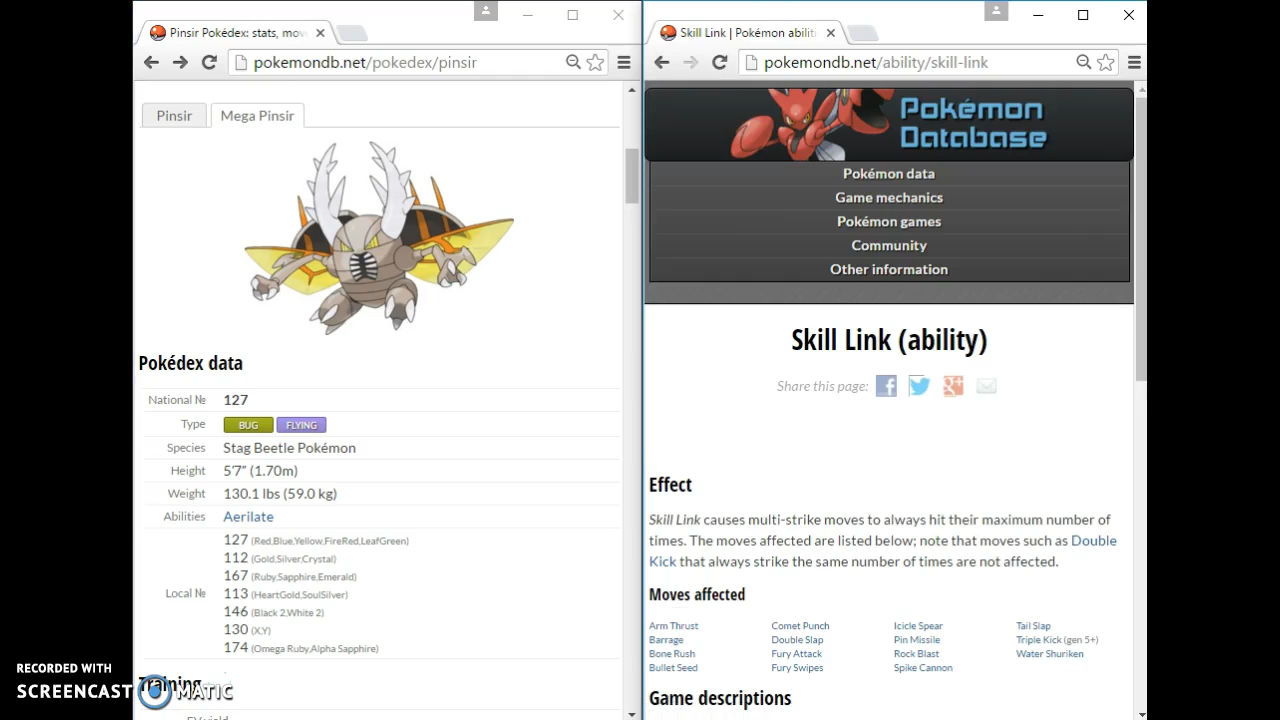 Pinsir Pokédex: stats, mov
pokemondb.net/pokedex/pinsir
Pinsir
Mega Pinsir
Pokédex data
National № 127
Type BUG FLYING
Species Stag Beetle Pokémon
Height 5'7" (1.70m)
Weight 130.1 lbs (59.0 kg)
Abilities Aerilate
Local № 127 (Red,Blue,Yellow,FireRed,LeafGreen)
112 (Gold,Silver,Crystal)
167 (Ruby,Sapphire,Emerald)
113 (HeartGold,SoulSilver)
146 (Black 2,White 2)
130 (X,Y)
174 (Omega Ruby,Alpha Sapphire)
Training
EV yield
Skill Link | Pokémon abiliti
pokemondb.net/ability/skill-link
Pokémon
Database
Pokémon data
Game mechanics
Pokémon games
Community
Other information
Skill Link (ability)
Share this page:
Effect
Skill Link causes multi-strike moves to always hit their maximum number of
times. The moves affected are listed below; note that moves such as Double
Kick that always strike the same number of times are not affected.
Moves affected
Arm Thrust Comet Punch Icicle Spear Tail Slap
Barrage Double Slap Pin Missile Triple Kick (gen 5+)
Bone Rush Fury Attack Rock Blast Water Shuriken
Bullet Seed Fury Swipes Spike Cannon
Game descriptions
RECORDED WITH
SCREENCAST MATIC